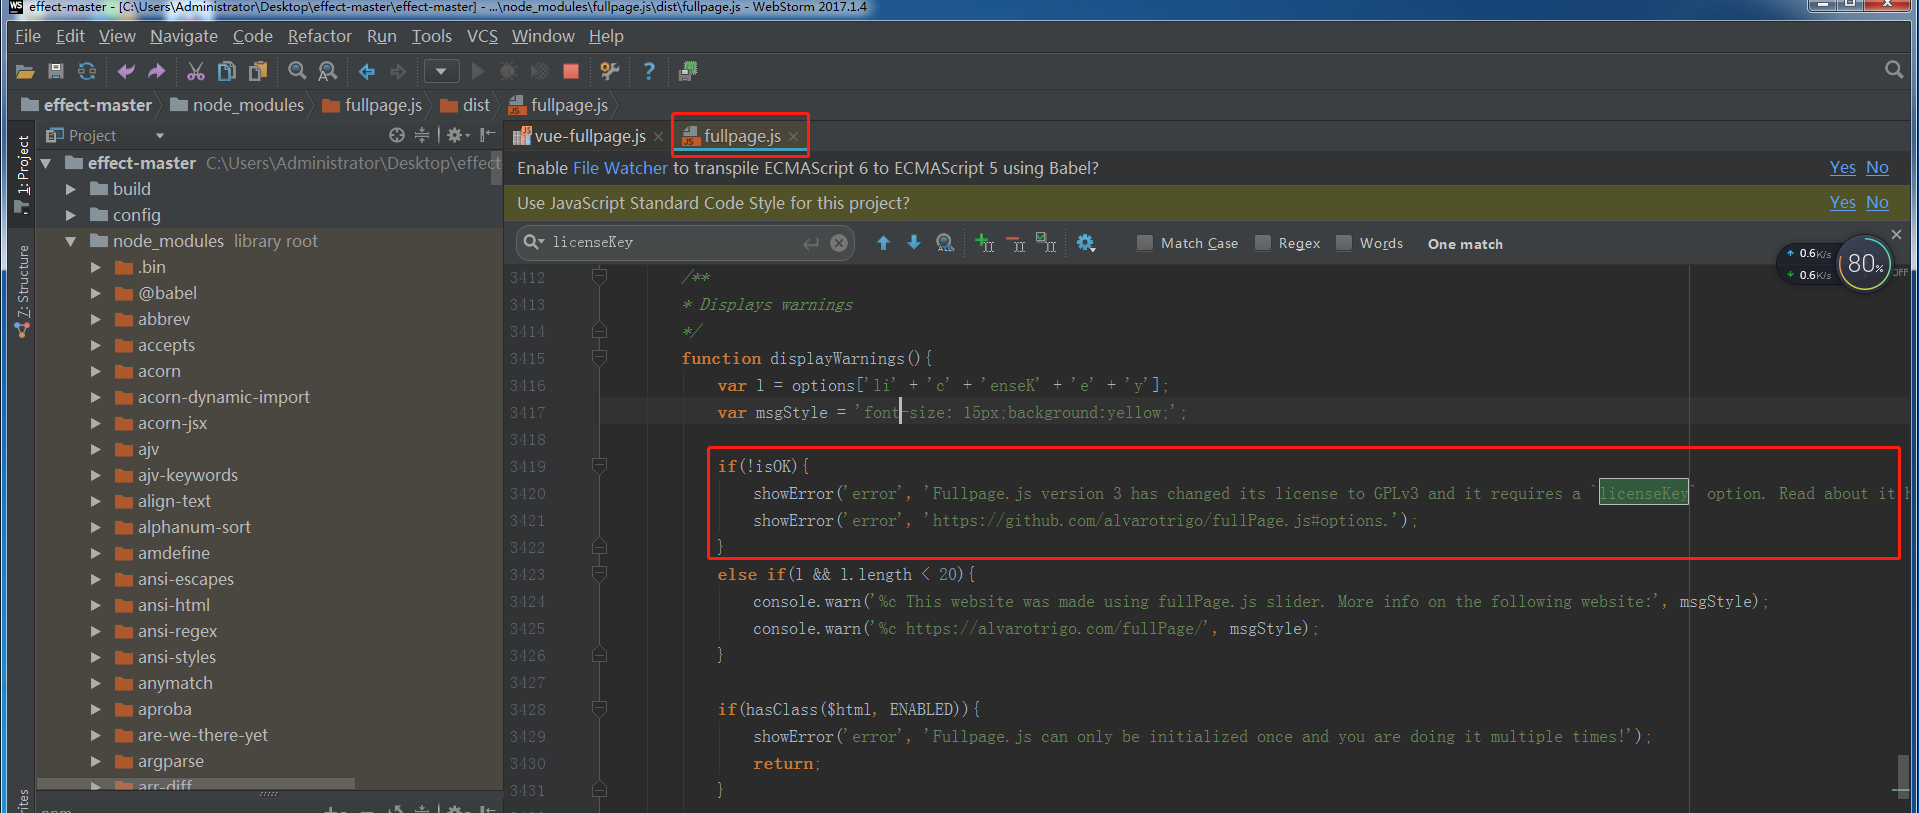 effect-master - [C:\Users\Administrator\Desktop\effect-master\effect-master] - ...\node_modules\fullpage.js\dist\fullpage.js - WebStorm 2017.1.4
File Edit View Navigate Code Refactor Run Tools VCS Window Help
effect-master node_modules fullpage.js dist fullpage.js
1: Project
Z: Structure
Project
effect-master C:\Users\Administrator\Desktop\effect
build
config
node_modules library root
.bin
@babel
abbrev
accepts
acorn
acorn-dynamic-import
acorn-jsx
ajv
ajv-keywords
align-text
alphanum-sort
amdefine
ansi-escapes
ansi-html
ansi-regex
ansi-styles
anymatch
aproba
are-we-there-yet
argparse
arr-diff
npm
vue-fullpage.js fullpage.js
Enable File Watcher to transpile ECMAScript 6 to ECMAScript 5 using Babel? Yes No
Use JavaScript Standard Code Style for this project? Yes No
licenseKey Match Case Regex Words One match
0.6K/s
0.6K/s
80%
OFF
3412 /**
3413 * Displays warnings
3414 */
3415 function displayWarnings(){
3416 var l = options['li' + 'c' + 'enseK' + 'e' + 'y'];
3417 var msgStyle = 'font-size: 15px;background:yellow;';
3418
3419 if(!isOK){
3420 showError('error', 'Fullpage.js version 3 has changed its license to GPLv3 and it requires a `licenseKey` option. Read about it h
3421 showError('error', 'https://github.com/alvarotrigo/fullPage.js#options.');
3422 }
3423 else if(l && l.length < 20){
3424 console.warn('%c This website was made using fullPage.js slider. More info on the following website:', msgStyle);
3425 console.warn('%c https://alvarotrigo.com/fullPage/', msgStyle);
3426 }
3427
3428 if(hasClass($html, ENABLED)){
3429 showError('error', 'Fullpage.js can only be initialized once and you are doing it multiple times!');
3430 return;
3431 }